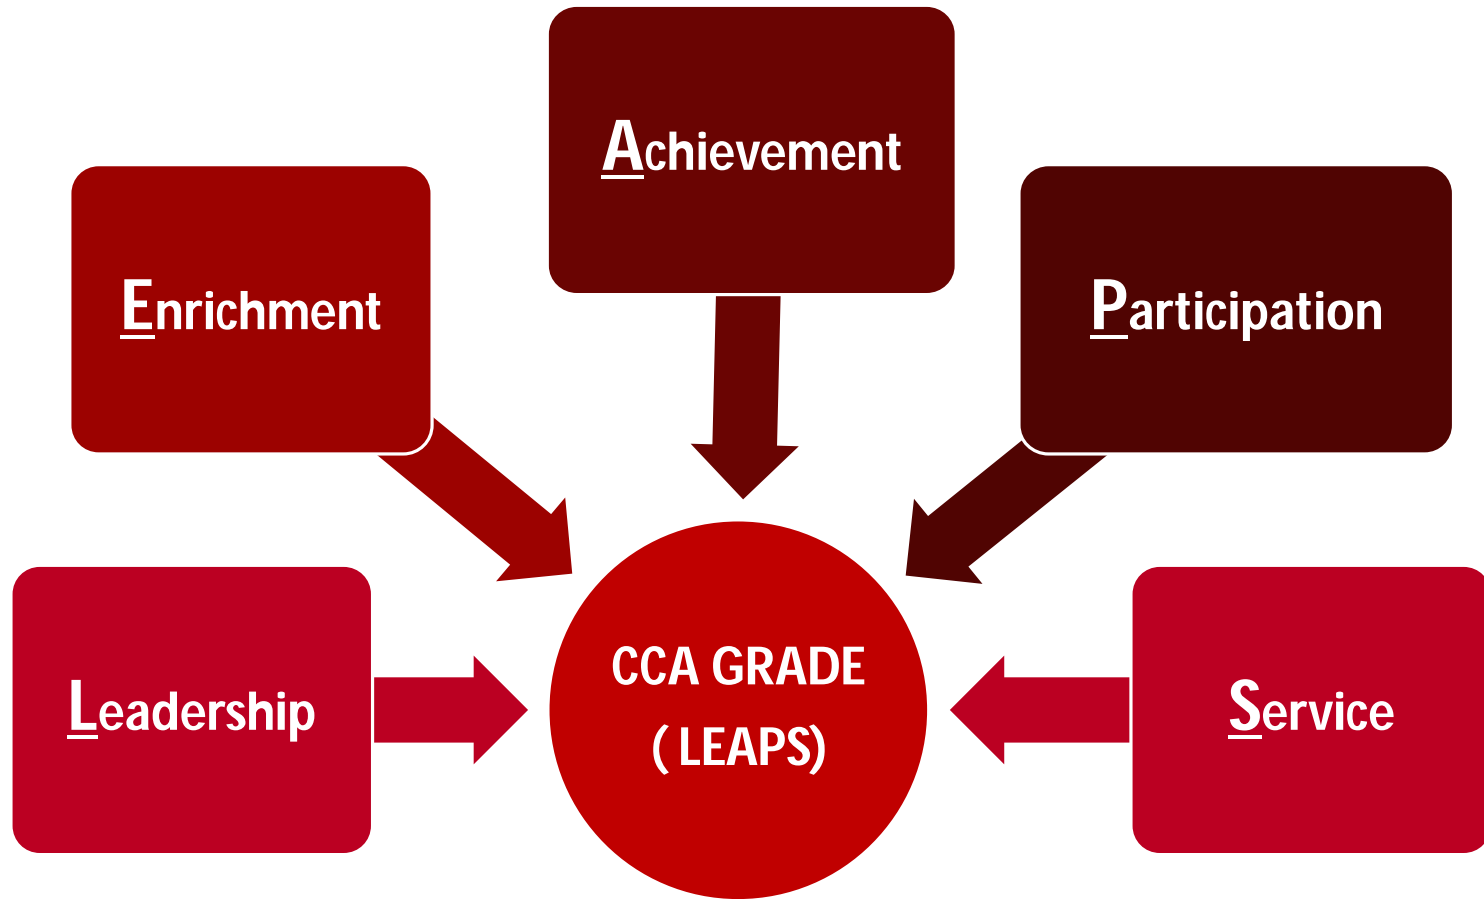 Achievement
Enrichment
Participation
Leadership
CCA GRADE
( LEAPS)
Service